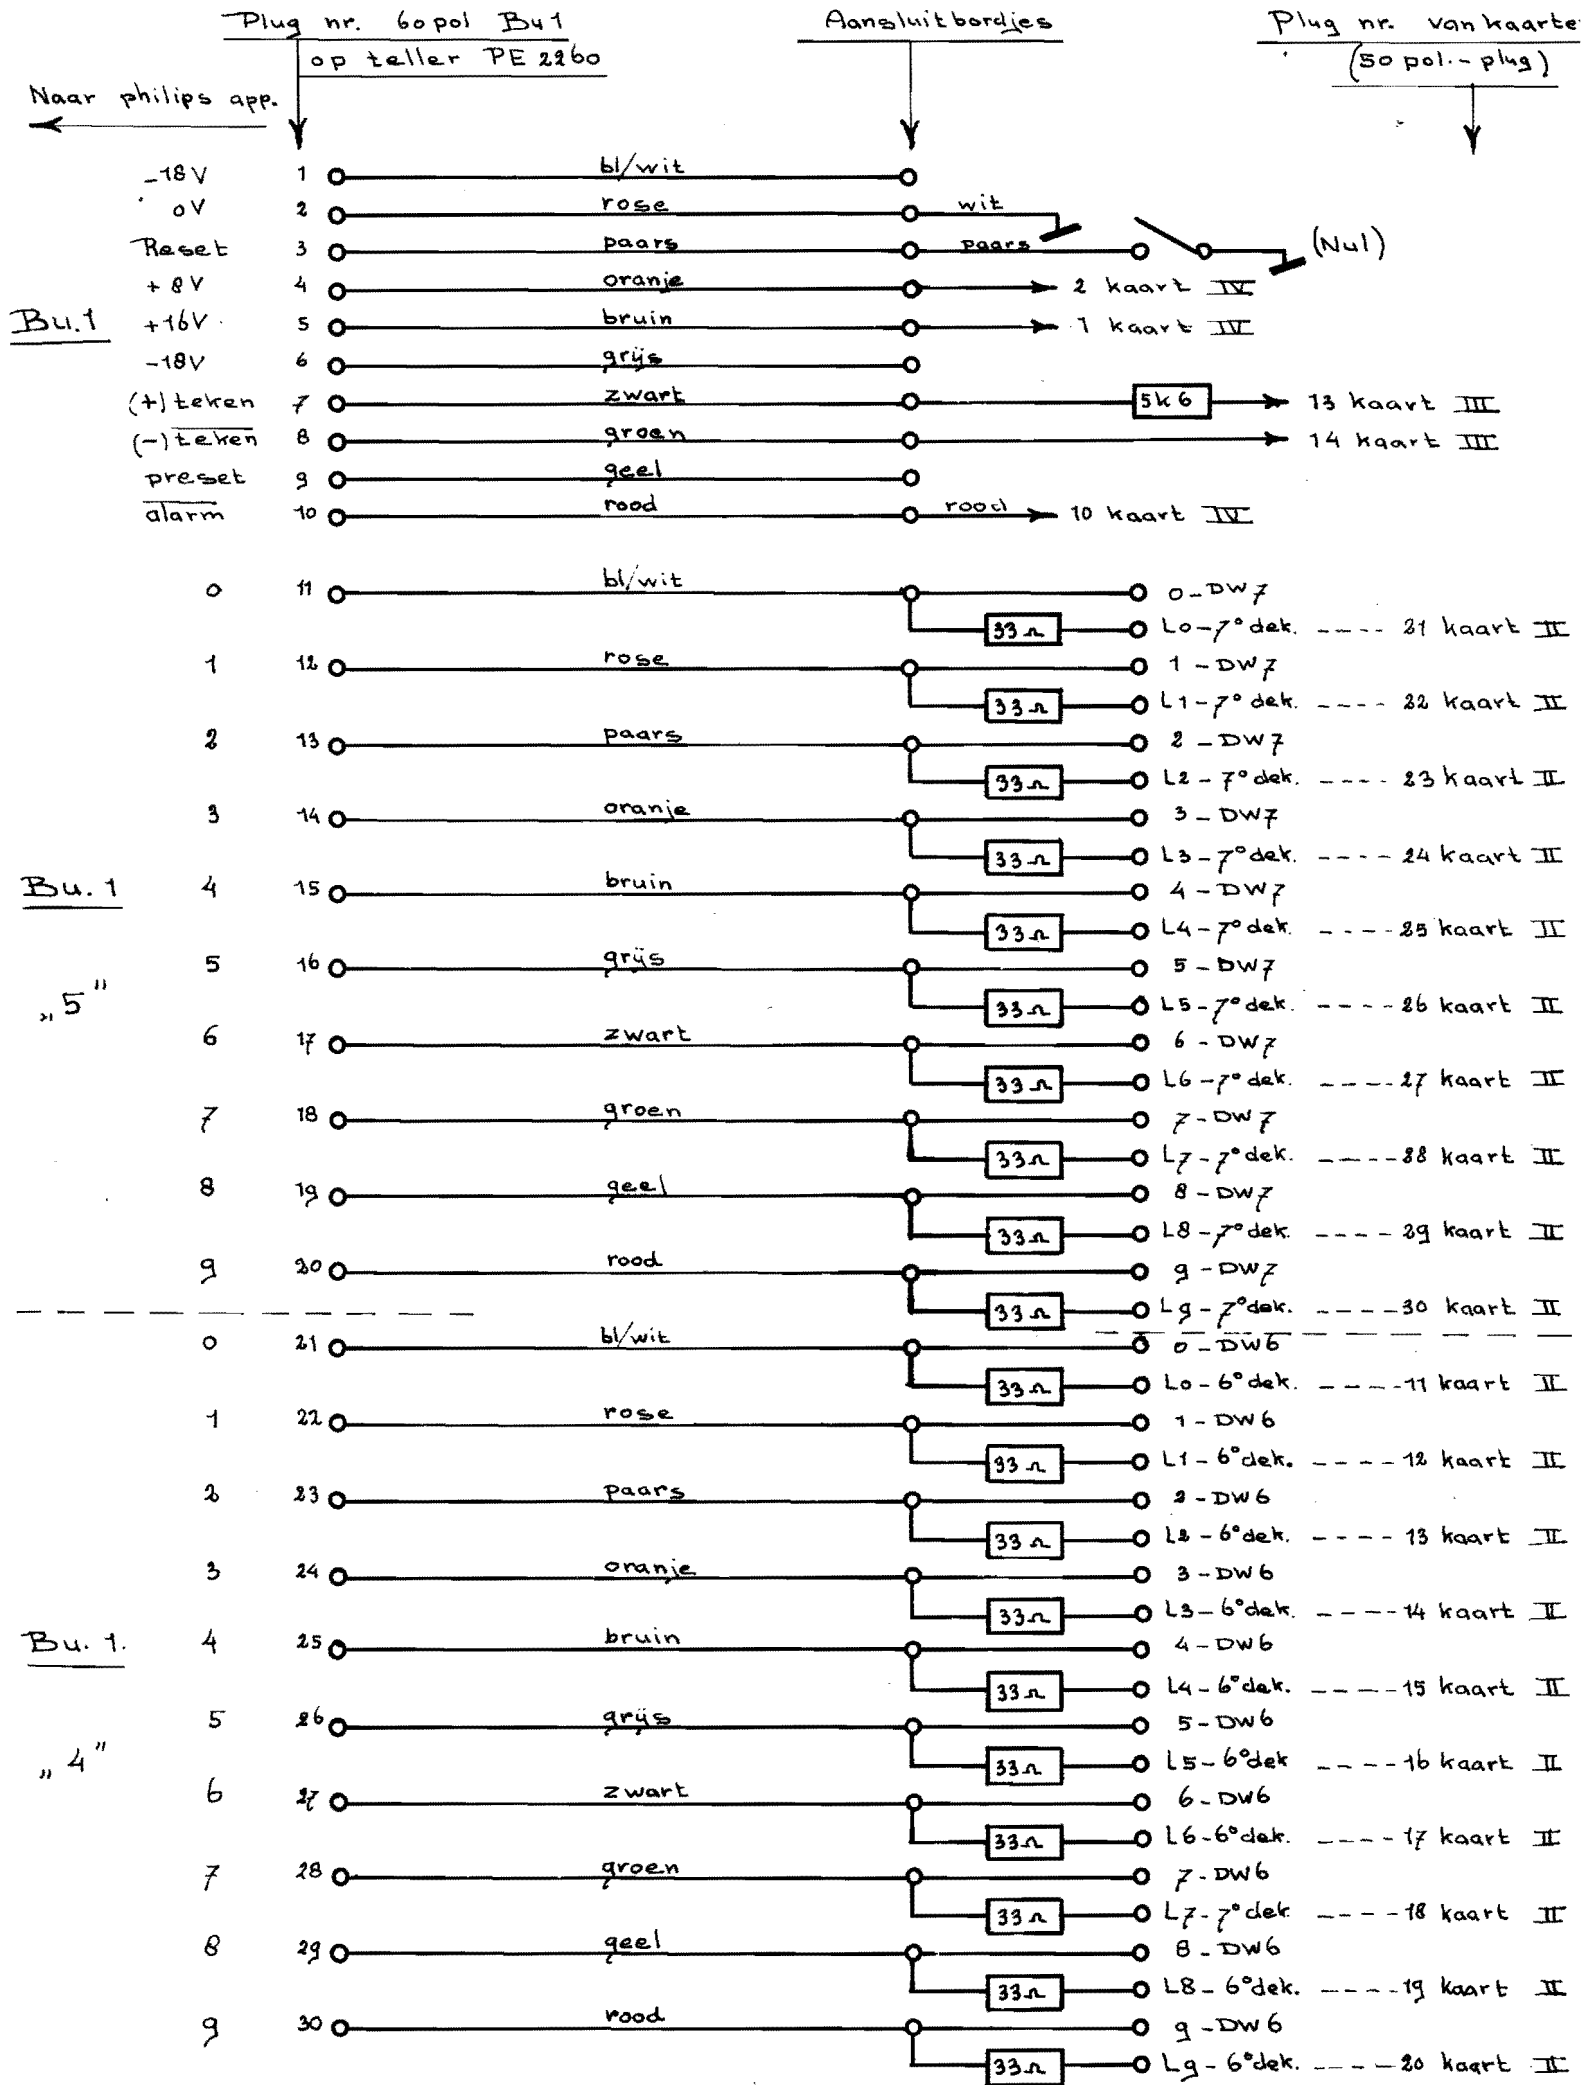 Plug nr. 60 pol Bu 1 Aansluitbordjes Plug nr. van kaarte
op teller PE 2260 (50 pol.-plug)
Naar philips app.
-18V 1 bl/wit
0V 2 rose wit
Reset 3 paars paars (Nul)
+8V 4 oranje 2 kaart IV
Bu.1 +16V 5 bruin 1 kaart IV
-18V 6 grijs
(+) teken 7 zwart 5k6 13 kaart III
(-) teken 8 groen 14 kaart III
preset 9 geel
alarm 10 rood rood 10 kaart IV
0 11 bl/wit 0-DW7
33Ω L0-7° dek. ---- 21 kaart II
1 12 rose 1-DW7
33Ω L1-7° dek. ---- 22 kaart II
2 13 paars 2-DW7
33Ω L2-7° dek. ---- 23 kaart II
3 14 oranje 3-DW7
33Ω L3-7° dek. ---- 24 kaart II
Bu. 1 4 15 bruin 4-DW7
33Ω L4-7° dek. ---- 25 kaart II
5 16 grijs 5-DW7
„5” 33Ω L5-7° dek. ---- 26 kaart II
6 17 zwart 6-DW7
33Ω L6-7° dek. ---- 27 kaart II
7 18 groen 7-DW7
33Ω L7-7° dek. ---- 28 kaart II
8 19 geel 8-DW7
33Ω L8-7° dek. ---- 29 kaart II
9 20 rood 9-DW7
33Ω L9-7° dek. ---- 30 kaart II
0 21 bl/wit 0-DW6
33Ω L0-6° dek. ---- 11 kaart II
1 22 rose 1-DW6
33Ω L1-6° dek. ---- 12 kaart II
2 23 paars 2-DW6
33Ω L2-6° dek. ---- 13 kaart II
3 24 oranje 3-DW6
33Ω L3-6° dek. ---- 14 kaart II
Bu. 1. 4 25 bruin 4-DW6
33Ω L4-6° dek. ---- 15 kaart II
5 26 grijs 5-DW6
„4” 33Ω L5-6° dek ---- 16 kaart II
6 27 zwart 6-DW6
33Ω L6-6° dek. ---- 17 kaart II
7 28 groen 7-DW6
33Ω L7-7° dek ---- 18 kaart II
8 29 geel 8-DW6
33Ω L8-6° dek. ---- 19 kaart II
9 30 rood 9-DW6
33Ω L9-6° dek. ---- 20 kaart II